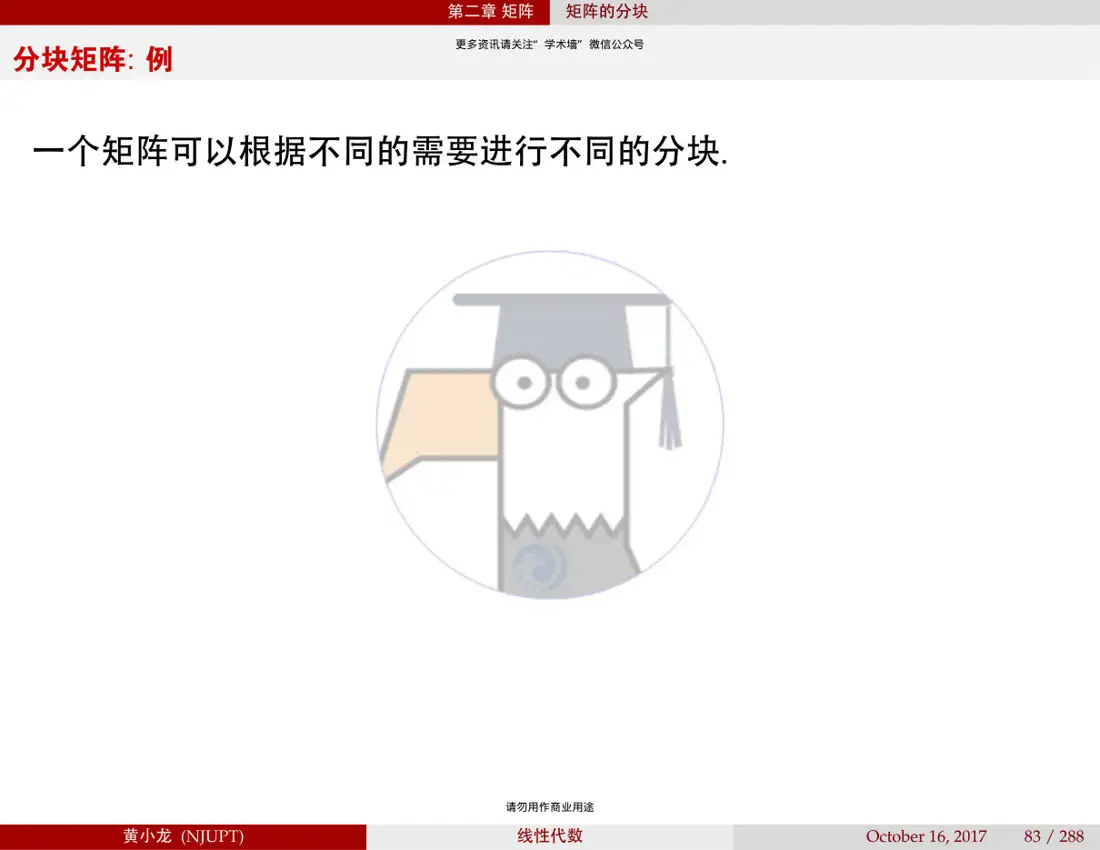 第二章 矩阵 矩阵的分块
更多资讯请关注“学术墙”微信公众号
分块矩阵: 例
一个矩阵可以根据不同的需要进行不同的分块.
请勿用作商业用途
黄小龙 (NJUPT) 线性代数 October 16, 2017 83 / 288